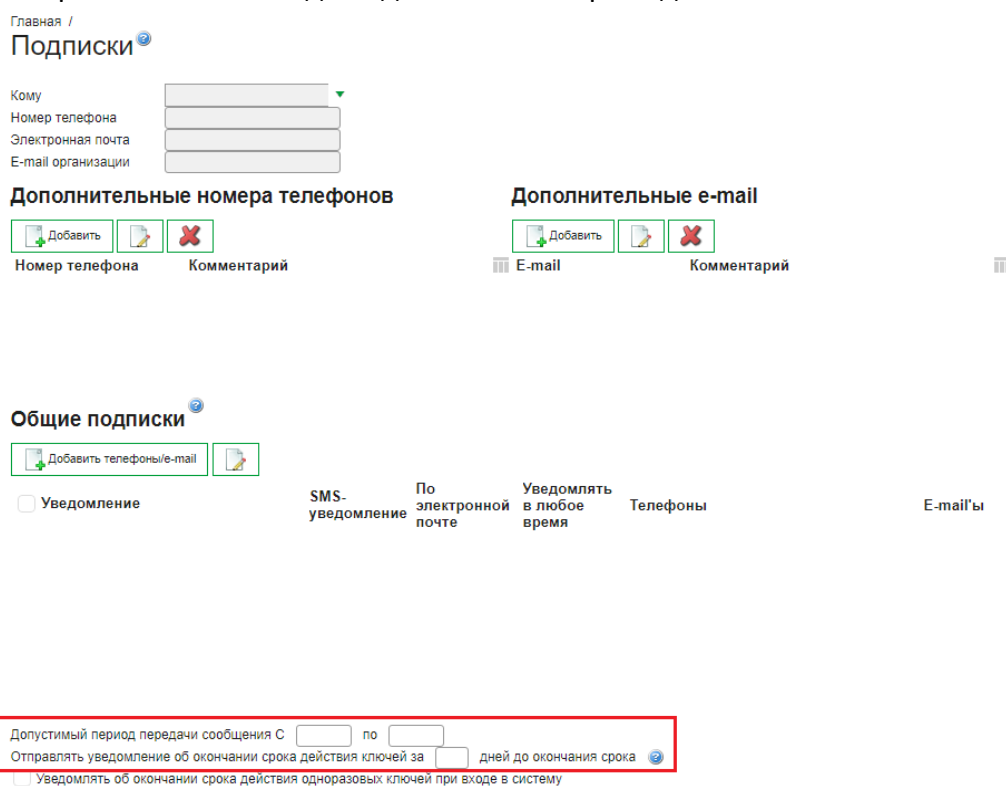 Главная /
Подписки
Кому
Номер телефона
Электронная почта
E-mail организации
Дополнительные номера телефонов
Добавить
Номер телефона Комментарий
Дополнительные e-mail
Добавить
E-mail Комментарий
Общие подписки
Добавить телефоны/e-mail
Уведомление SMS-уведомление По электронной почте Уведомлять в любое время Телефоны E-mail'ы
Допустимый период передачи сообщения С по
Отправлять уведомление об окончании срока действия ключей за дней до окончания срока
Уведомлять об окончании срока действия одноразовых ключей при входе в систему